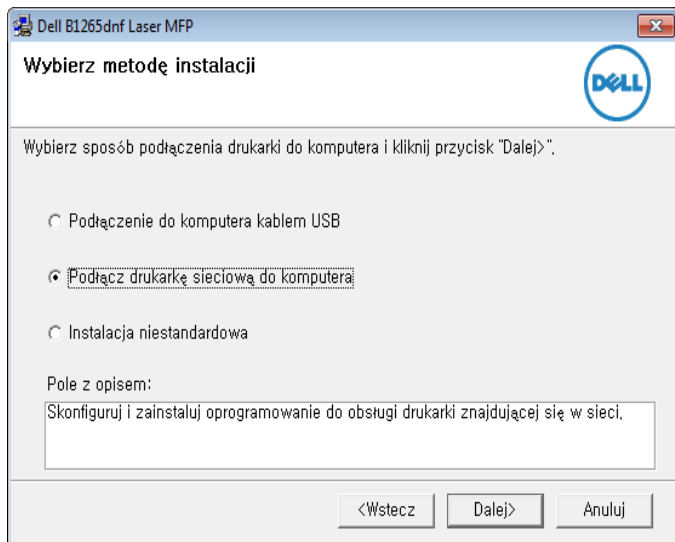 Dell B1265dnf Laser MFP
Wybierz metodę instalacji
DELL
Wybierz sposób podłączenia drukarki do komputera i kliknij przycisk "Dalej>".
Podłączenie do komputera kablem USB
Podłącz drukarkę sieciową do komputera
Instalacja niestandardowa
Pole z opisem:
Skonfiguruj i zainstaluj oprogramowanie do obsługi drukarki znajdującej się w sieci.
<Wstecz
Dalej>
Anuluj